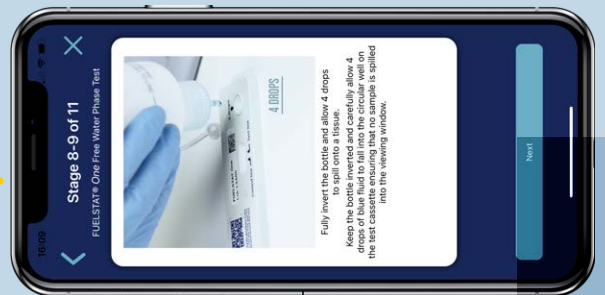 16:09
Stage 8-9 of 11
FUELSTAT® One Free Water Phase Test
4 DROPS
Fully invert the bottle and allow 4 drops
to spill onto a tissue.
Keep the bottle inverted and carefully allow 4
drops of blue fluid to fall into the circular well on
the test cassette ensuring that no sample is spilled
into the viewing window.
Next